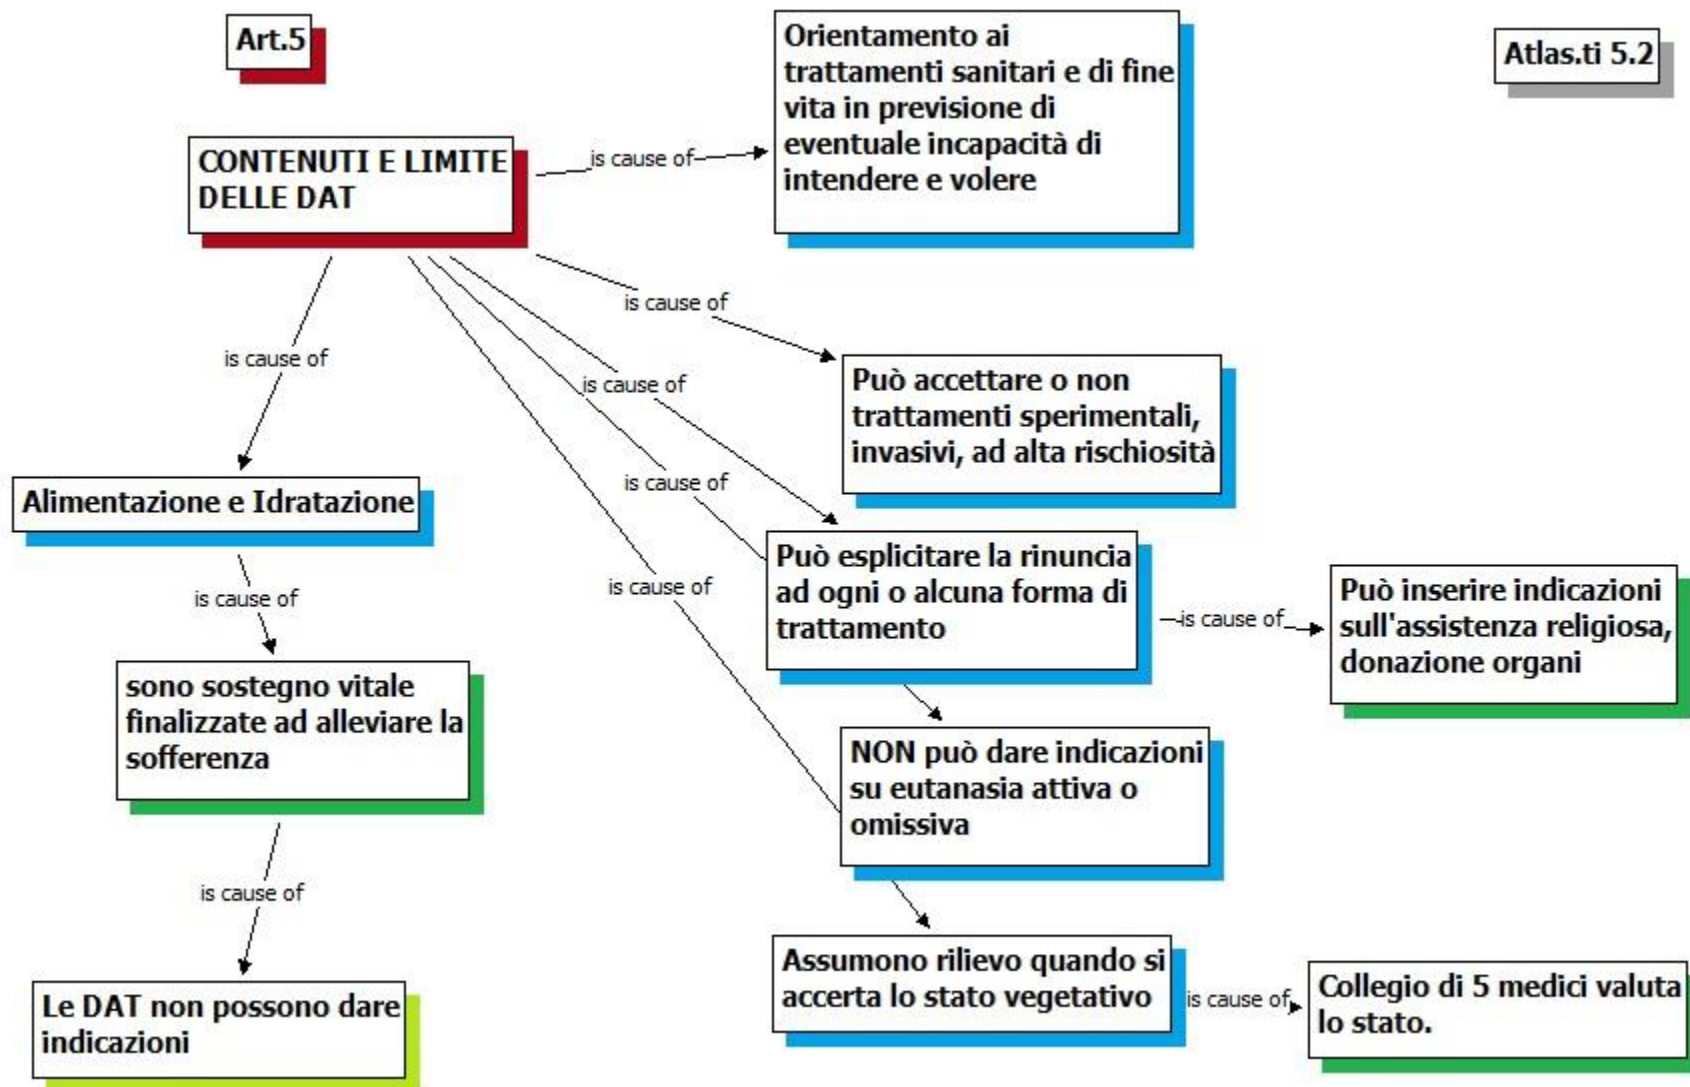 Art.5
Atlas.ti 5.2
Orientamento ai
trattamenti sanitari e di fine
vita in previsione di
eventuale incapacità di
intendere e volere
CONTENUTI E LIMITE
DELLE DAT
is cause of
is cause of
is cause of
Può accettare o non
trattamenti sperimentali,
invasivi, ad alta rischiosità
is cause of
is cause of
Alimentazione e Idratazione
is cause of
is cause of
Può esplicitare la rinuncia
ad ogni o alcuna forma di
trattamento
is cause of
Può inserire indicazioni
sull'assistenza religiosa,
donazione organi
sono sostegno vitale
finalizzate ad alleviare la
sofferenza
NON può dare indicazioni
su eutanasia attiva o
omissiva
is cause of
Assumono rilievo quando si
accerta lo stato vegetativo
is cause of
Collegio di 5 medici valuta
lo stato.
Le DAT non possono dare
indicazioni